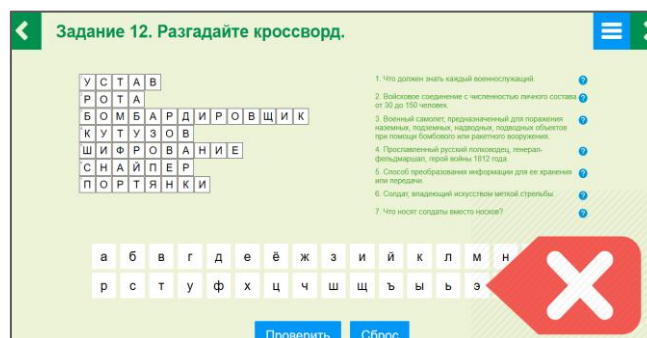 Задание 12. Разгадайте кроссворд.
УСТАВ
РОТА
БОМБАРДИРОВЩИК
КУТУЗОВ
ШИФРОВАНИЕ
СНАЙПЕР
ПОРТЯНКИ
1. Что должен знать каждый военнослужащий.
2. Войсковое соединение с численностью личного состава
от 30 до 150 человек.
3. Военный самолет, предназначенный для поражения
наземных, подземных, надводных, подводных объектов
при помощи бомбового или ракетного вооружения.
4. Прославленный русский полководец, генерал-
фельдмаршал, герой войны 1812 года
5. Способ преобразования информации для ее хранения
или передачи.
6. Солдат, владеющий искусством меткой стрельбы.
7. Что носят солдаты вместо носков?
а б в г д е ё ж з и й к л м н
р с т у ф х ц ч ш щ ъ ы ь э
Проверить Сброс